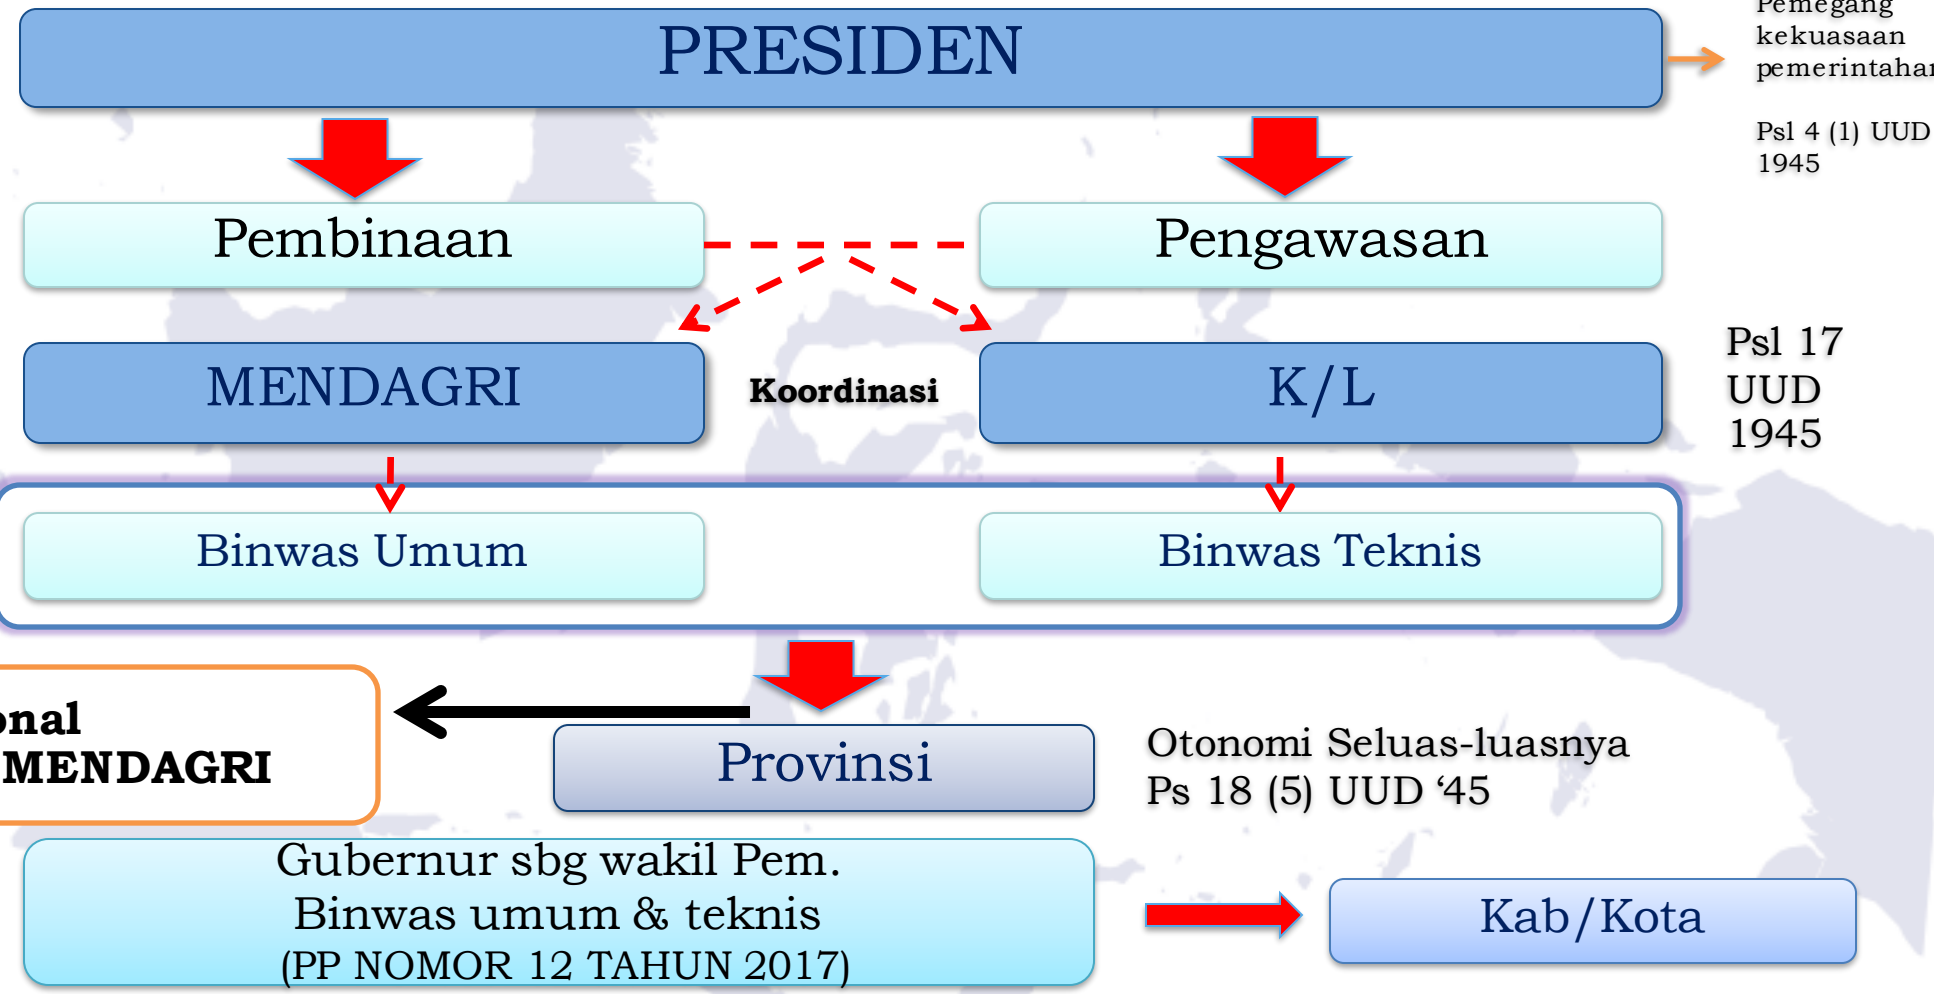 PRESIDEN
Pemegang
kekuasaan
pemerintahan
Psl 4 (1) UUD
1945
Pembinaan
Pengawasan
MENDAGRI
Koordinasi
K/L
Psl 17
UUD
1945
Binwas Umum
Binwas Teknis
MENDAGRI
Provinsi
Otonomi Seluas-luasnya
Ps 18 (5) UUD ‘45
Gubernur sbg wakil Pem.
Binwas umum & teknis
(PP NOMOR 12 TAHUN 2017)
Kab/Kota